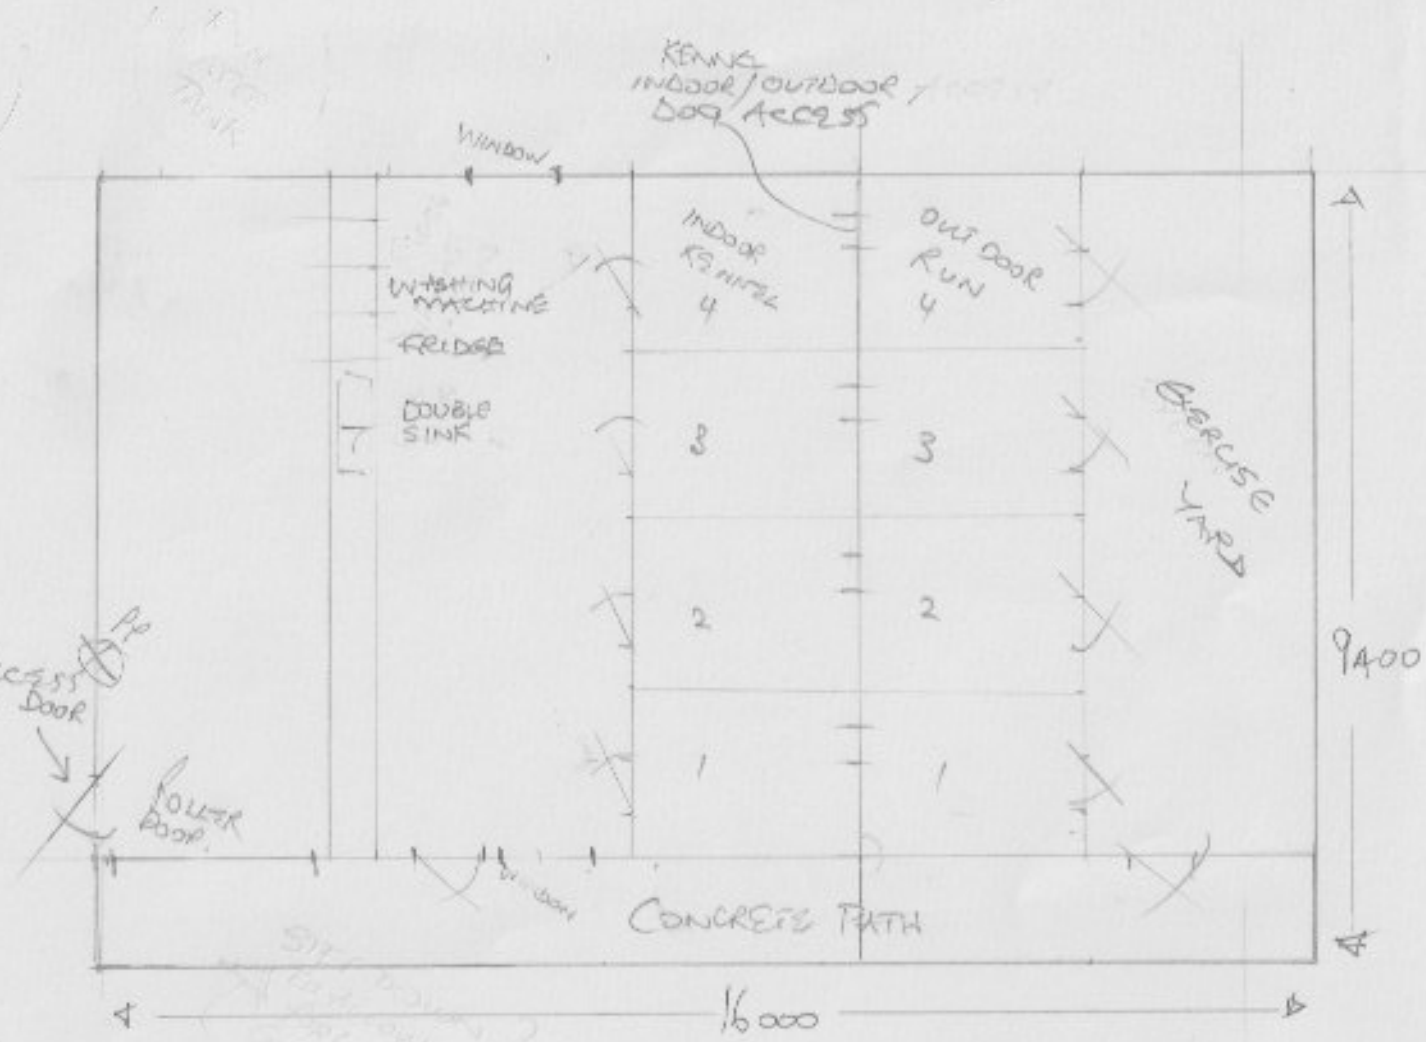 KENNEL
INDOOR/OUTDOOR
DOG ACCESS
WINDOW
INDOOR
KENNEL
4
OUTDOOR
RUN
4
WASHING
MACHINE
FRIDGE
DOUBLE
SINK
3
3
EXERCISE
YARD
2
2
9400
DOOR
1
1
ROLLER
DOOR
WINDOW
CONCRETE PATH
16000